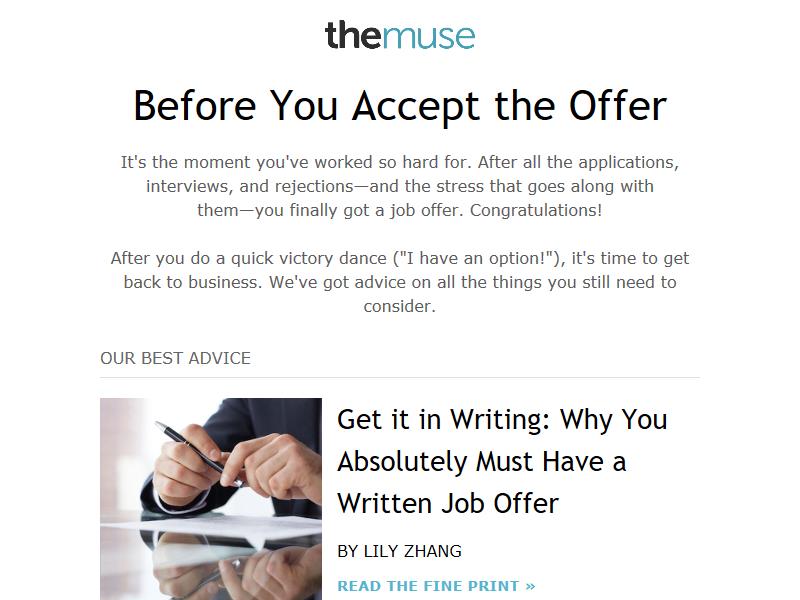 themuse
Before You Accept the Offer
It's the moment you've worked so hard for. After all the applications,
interviews, and rejections—and the stress that goes along with
them—you finally got a job offer. Congratulations!
After you do a quick victory dance ("I have an option!"), it's time to get
back to business. We've got advice on all the things you still need to
consider.
OUR BEST ADVICE
Get it in Writing: Why You
Absolutely Must Have a
Written Job Offer
BY LILY ZHANG
READ THE FINE PRINT »